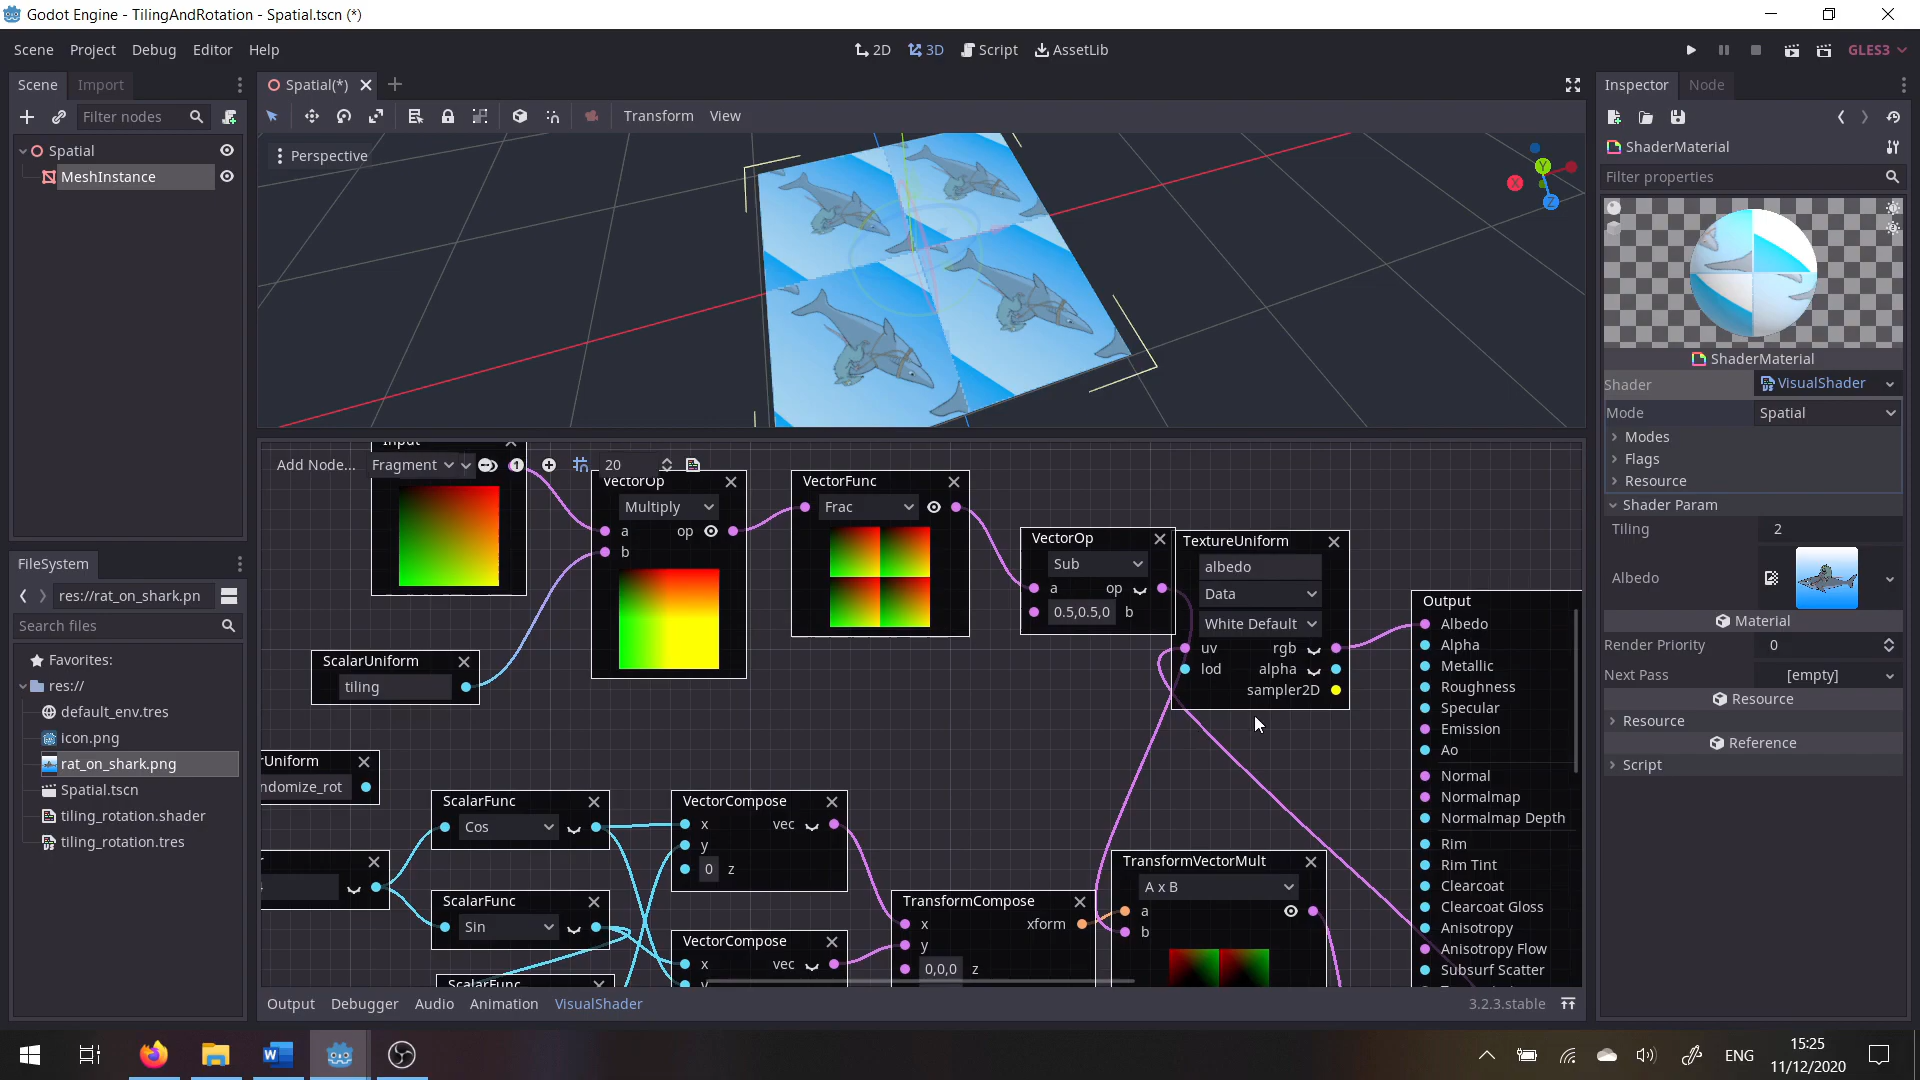 Godot Engine - TilingAndRotation - Spatial.tscn (*)
Scene Project Debug Editor Help
2D 3D Script AssetLib
GLES3
Scene Import
Filter nodes
Spatial
MeshInstance
Spatial(*)
Transform View
Perspective
X Y Z
FileSystem
res://rat_on_shark.pn
Search files
Favorites:
res://
default_env.tres
icon.png
rat_on_shark.png
Spatial.tscn
tiling_rotation.shader
tiling_rotation.tres
Input
Add Node... Fragment 1 20
VectorOp
Multiply
a op
b
VectorFunc
Frac
ScalarUniform
tiling
VectorOp
Sub
a op
0.5,0.5,0 b
TextureUniform
albedo
Data
White Default
uv rgb
lod alpha
sampler2D
Output
Albedo
Alpha
Metallic
Roughness
Specular
Emission
Ao
Normal
Normalmap
Normalmap Depth
Rim
Rim Tint
Clearcoat
Clearcoat Gloss
Anisotropy
Anisotropy Flow
Subsurf Scatter
rUniform
ndomize_rot
ScalarFunc
Cos
ScalarFunc
Sin
ScalarFunc
VectorCompose
x vec
y
0 z
VectorCompose
x vec
y
TransformCompose
x xform
y
0,0,0 z
TransformVectorMult
A x B
a
b
Output Debugger Audio Animation VisualShader
3.2.3.stable
Inspector Node
ShaderMaterial
Filter properties
ShaderMaterial
Shader VisualShader
Mode Spatial
Modes
Flags
Resource
Shader Param
Tiling 2
Albedo
Material
Render Priority 0
Next Pass [empty]
Resource
Resource
Reference
Script
ENG
15:25
11/12/2020